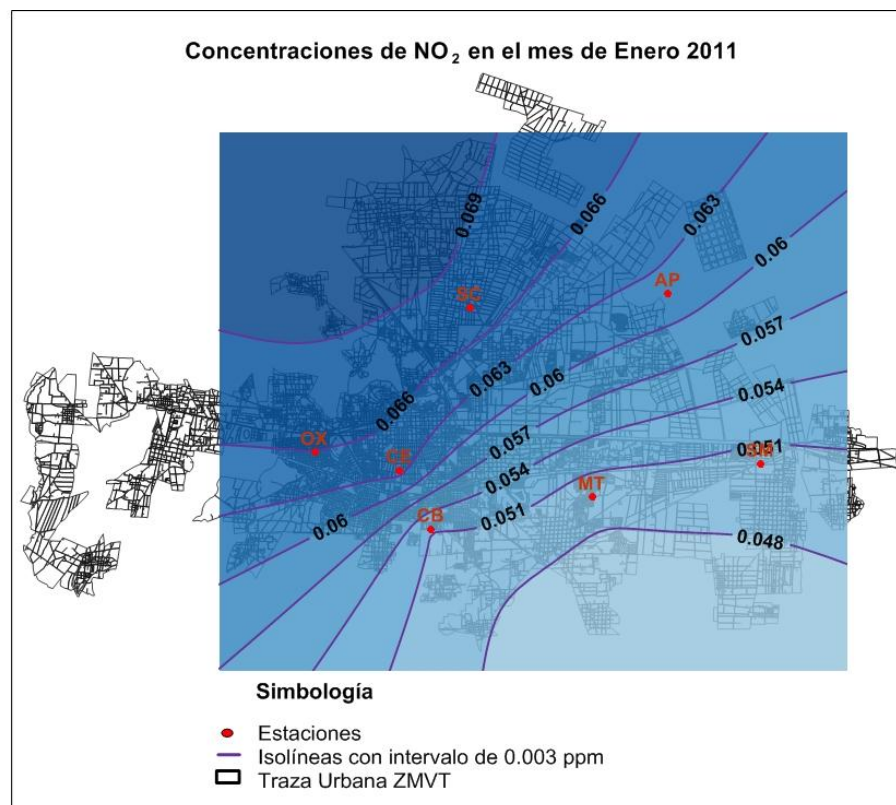 Concentraciones de NO₂ en el mes de Enero 2011
0.069
0.066
0.063
0.06
SC
AP
0.057
0.063
0.06
0.054
0.066
0.057
OX
CE
0.054
0.051
SM
MT
0.06
CB
0.051
0.048
Simbología
Estaciones
Isolíneas con intervalo de 0.003 ppm
Traza Urbana ZMVT